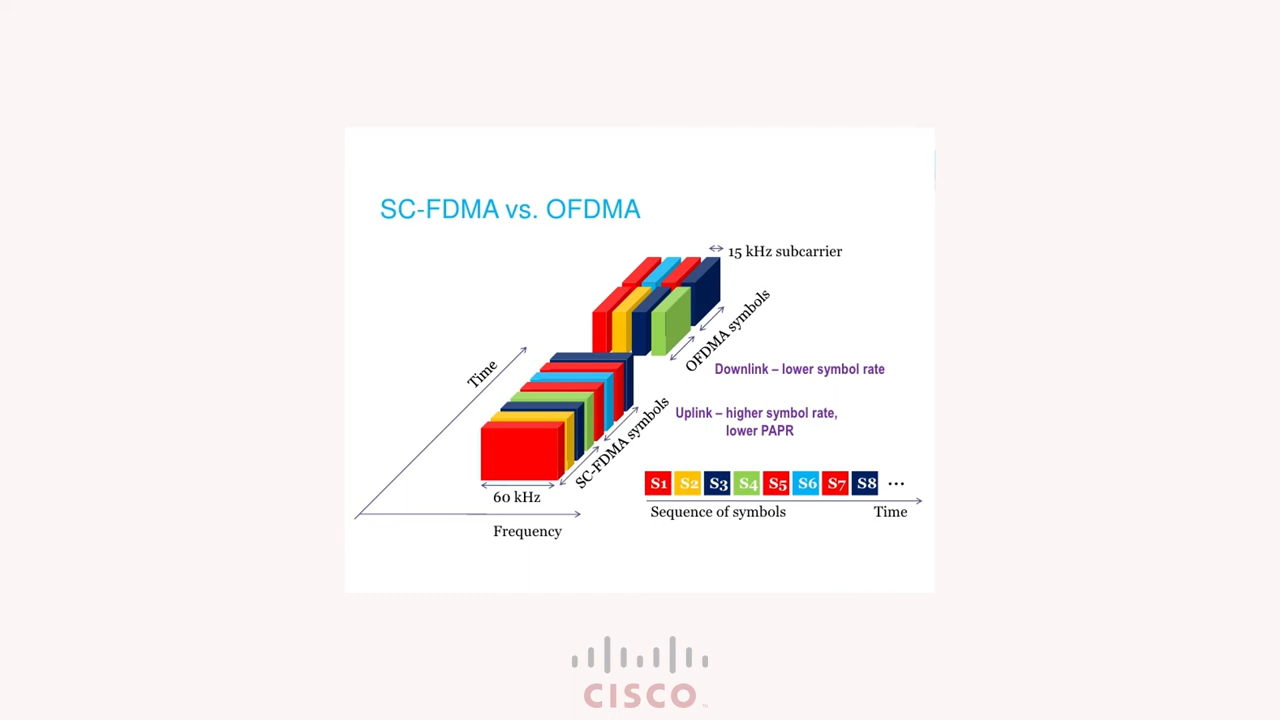 SC-FDMA vs. OFDMA
15 kHz subcarrier
OFDMA symbols
Time
Downlink – lower symbol rate
Uplink – higher symbol rate,
lower PAPR
SC-FDMA symbols
60 kHz
Frequency
S1 S2 S3 S4 S5 S6 S7 S8 ...
Sequence of symbols Time
CISCO